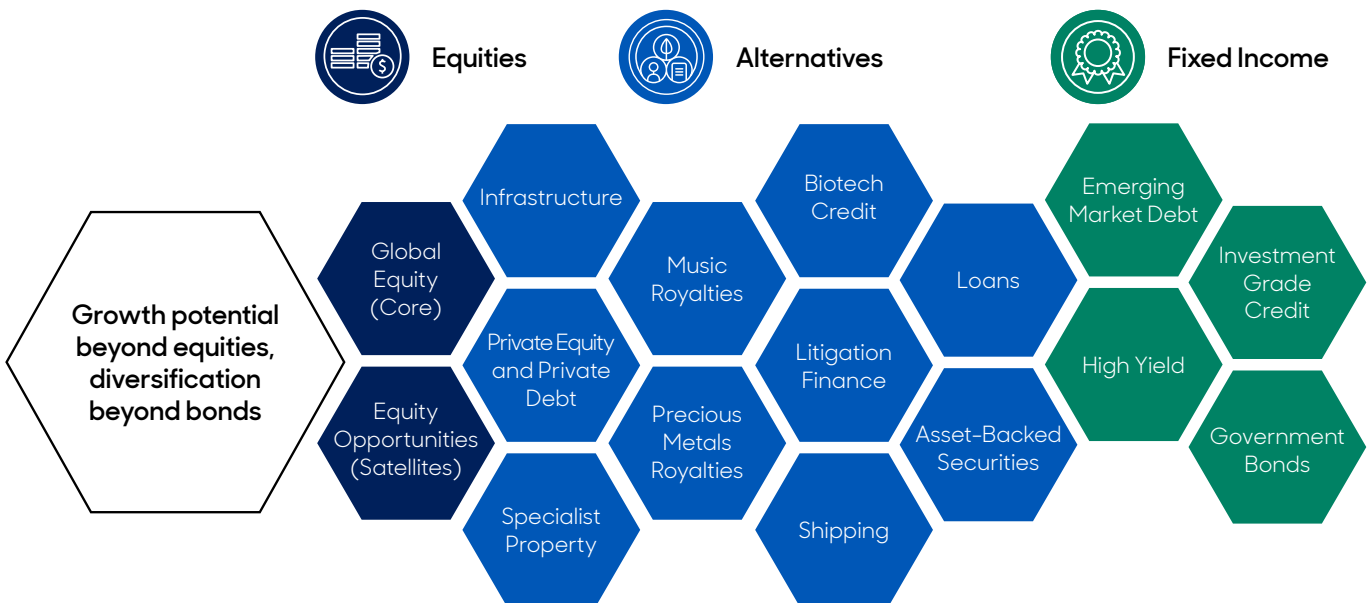 Equities
Alternatives
Fixed Income
Growth potential
beyond equities,
diversification
beyond bonds
Global
Equity
(Core)
Equity
Opportunities
(Satellites)
Infrastructure
Private Equity
and Private
Debt
Specialist
Property
Music
Royalties
Precious
Metals
Royalties
Biotech
Credit
Litigation
Finance
Shipping
Loans
Asset-Backed
Securities
Emerging
Market Debt
High Yield
Investment
Grade
Credit
Government
Bonds
$